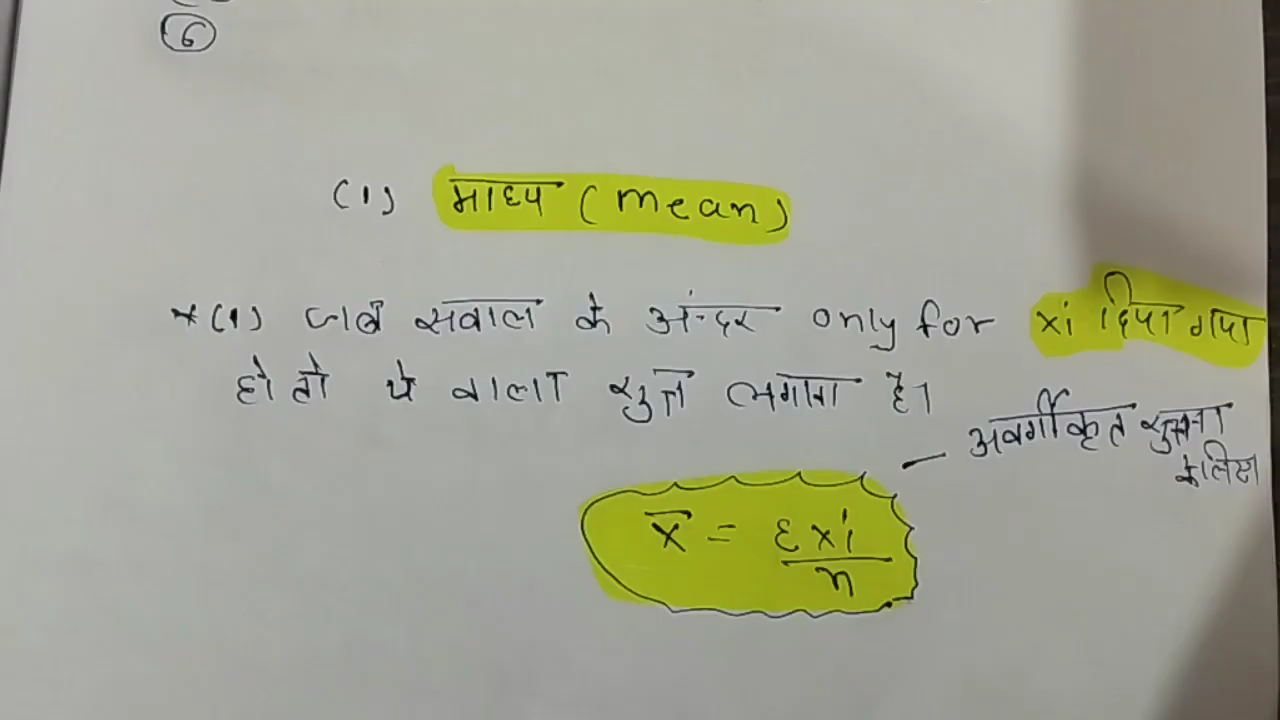 6
(1) माध्य (mean)
* (1) जब सवाल के अंन्दर only for xi दिया गया
हो तो ये वाला सुत्र लगाना है।
अवर्गीकृत सुचना
के लिए
x̄ = Σxi / n